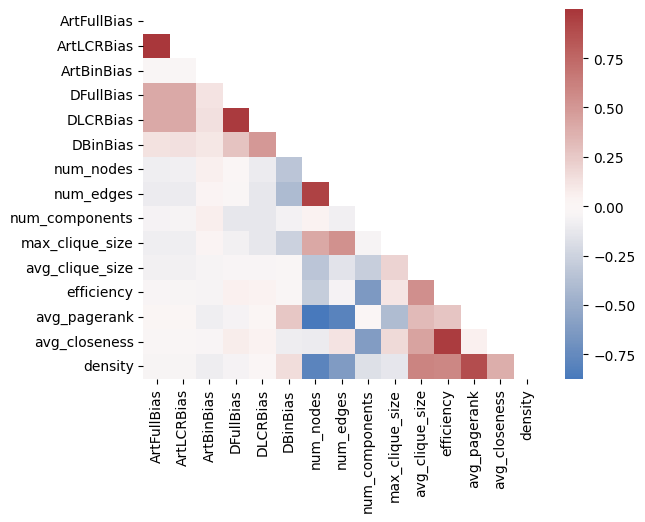 ArtFullBias
ArtLCRBias
ArtBinBias
DFullBias
DLCRBias
DBinBias
num_nodes
num_edges
num_components
max_clique_size
avg_clique_size
efficiency
avg_pagerank
avg_closeness
density
ArtFullBias
ArtLCRBias
ArtBinBias
DFullBias
DLCRBias
DBinBias
num_nodes
num_edges
num_components
max_clique_size
avg_clique_size
efficiency
avg_pagerank
avg_closeness
density
0.75
0.50
0.25
0.00
−0.25
−0.50
−0.75